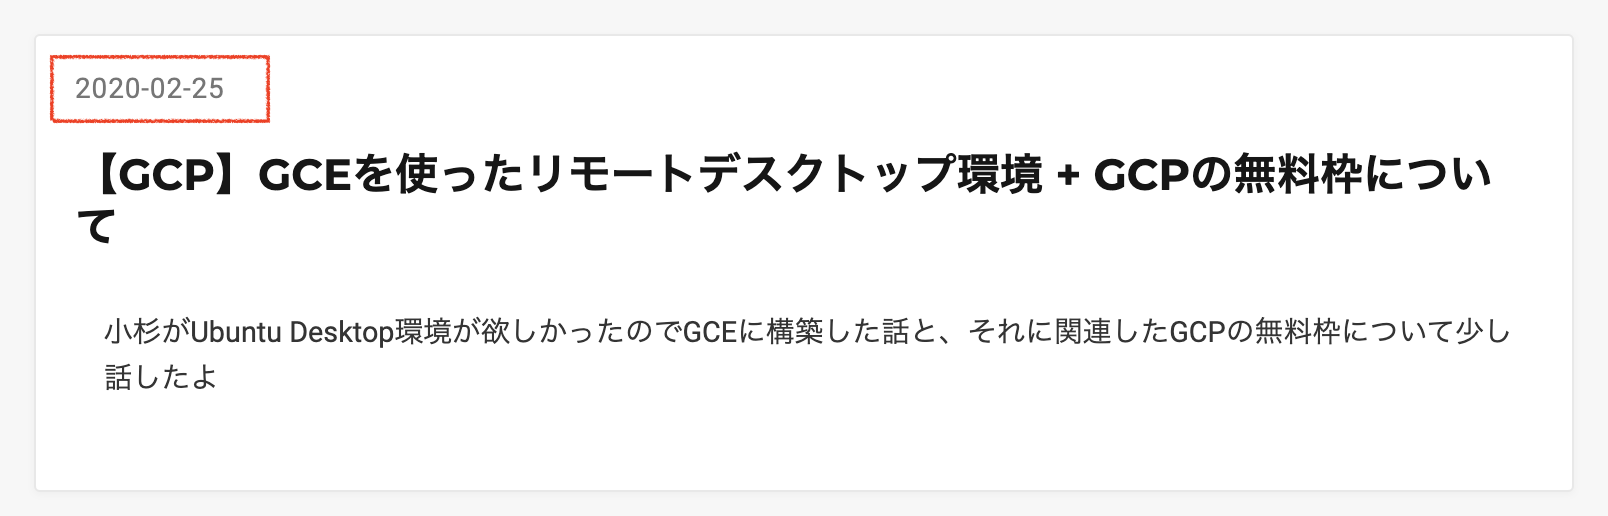 2020-02-25
【GCP】GCEを使ったリモートデスクトップ環境 + GCPの無料枠につい
て
小杉がUbuntu Desktop環境が欲しかったのでGCEに構築した話と、それに関連したGCPの無料枠について少し
話したよ